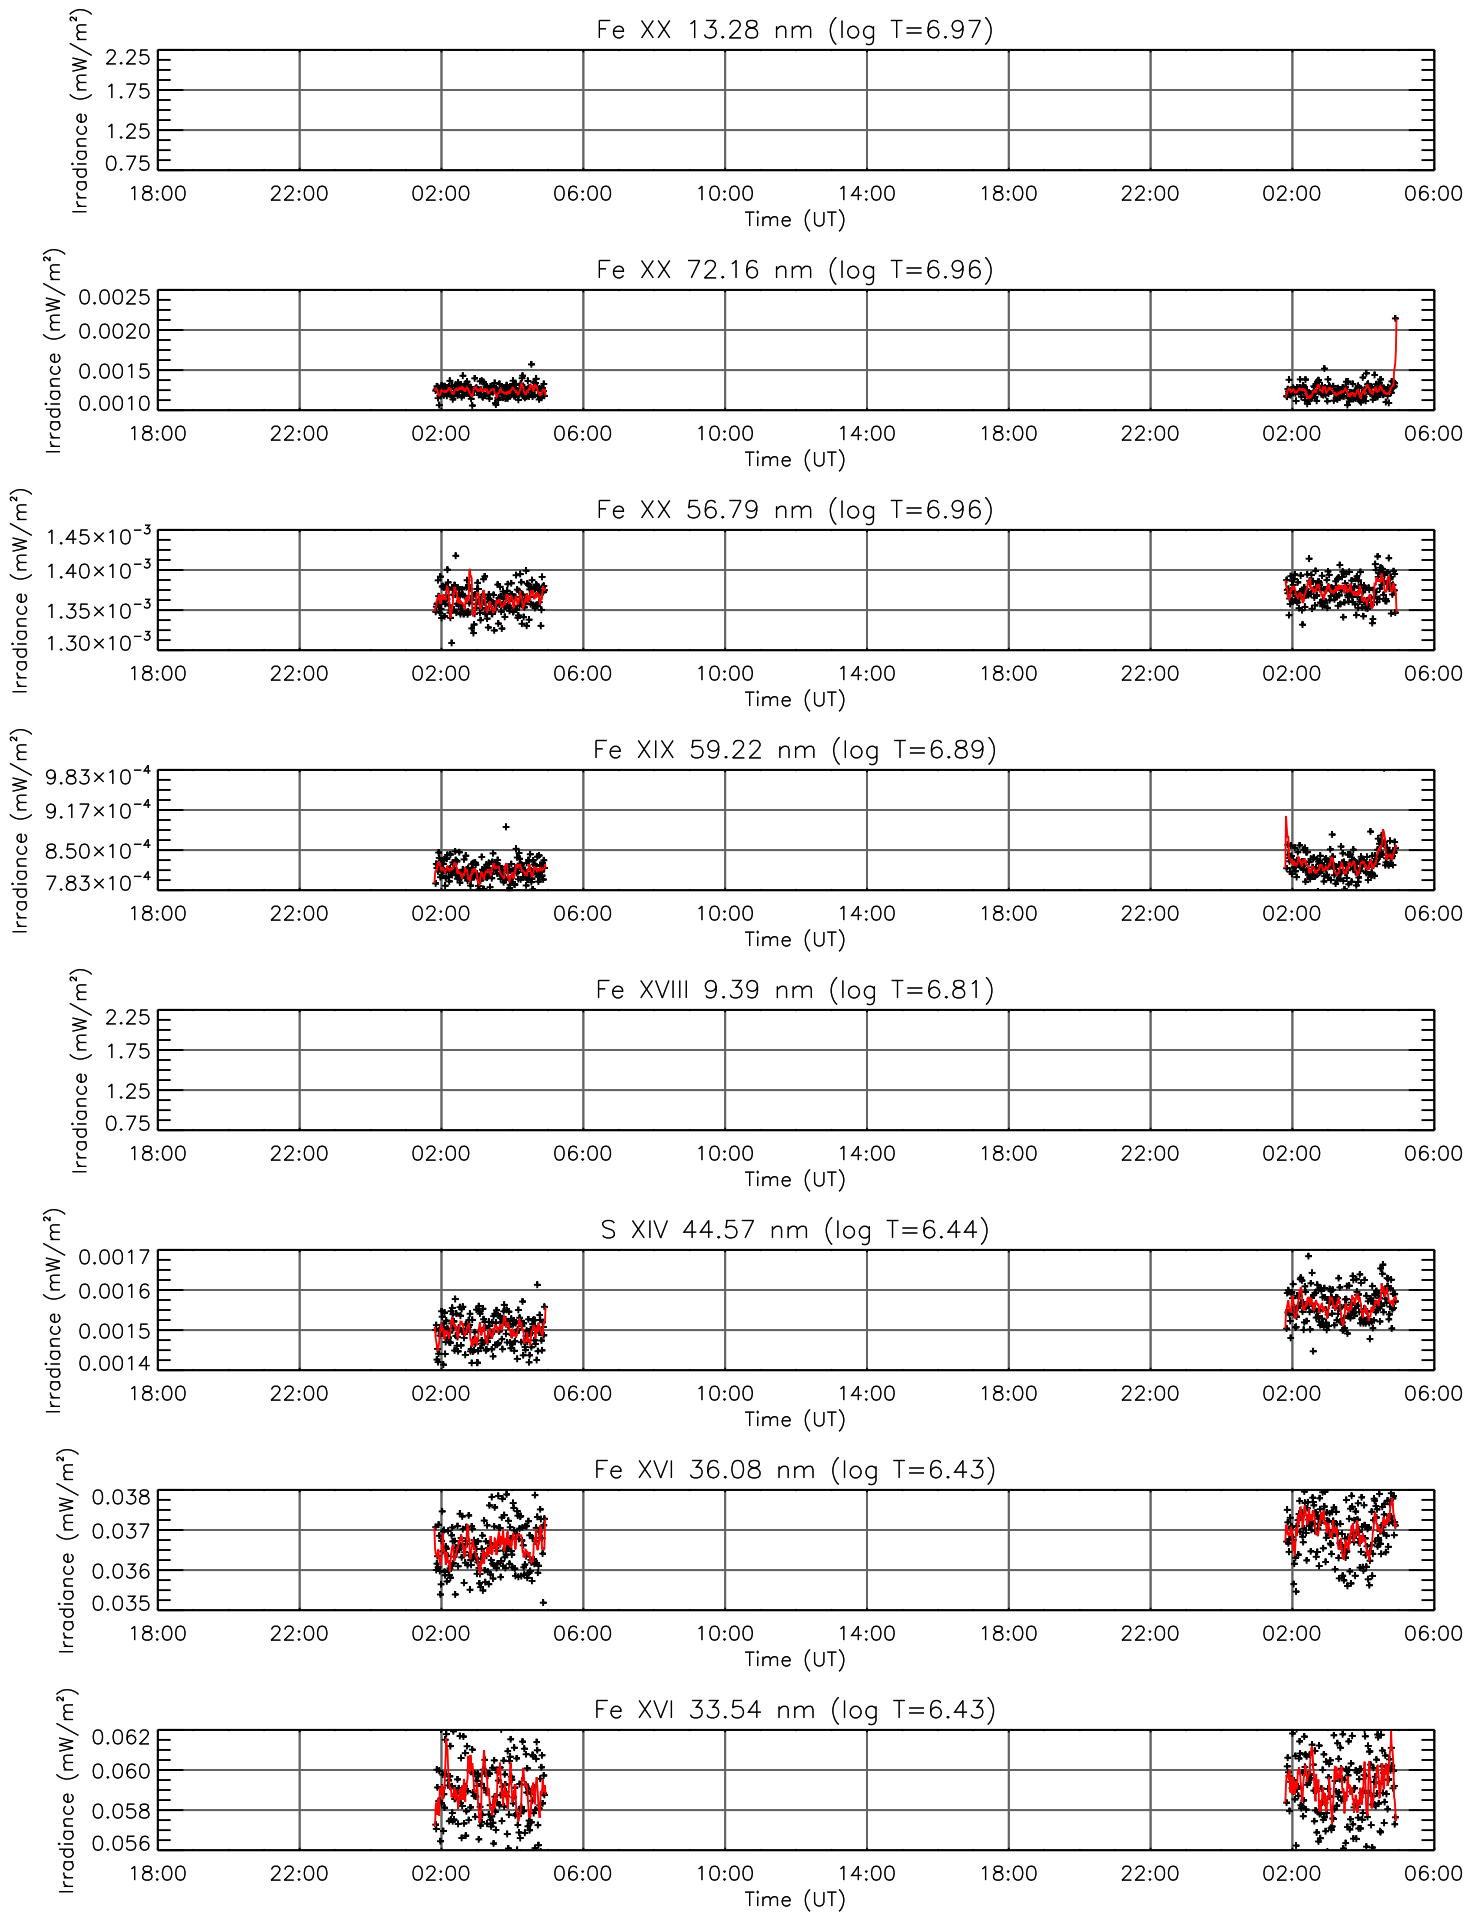 Fe XX 13.28 nm (log T=6.97)
Irradiance (mW/m²)
2.25
1.75
1.25
0.75
18:00 22:00 02:00 06:00 10:00 14:00 18:00 22:00 02:00 06:00
Time (UT)
Fe XX 72.16 nm (log T=6.96)
Irradiance (mW/m²)
0.0025
0.0020
0.0015
0.0010
18:00 22:00 02:00 06:00 10:00 14:00 18:00 22:00 02:00 06:00
Time (UT)
Fe XX 56.79 nm (log T=6.96)
Irradiance (mW/m²)
1.45×10⁻³
1.40×10⁻³
1.35×10⁻³
1.30×10⁻³
18:00 22:00 02:00 06:00 10:00 14:00 18:00 22:00 02:00 06:00
Time (UT)
Fe XIX 59.22 nm (log T=6.89)
Irradiance (mW/m²)
9.83×10⁻⁴
9.17×10⁻⁴
8.50×10⁻⁴
7.83×10⁻⁴
18:00 22:00 02:00 06:00 10:00 14:00 18:00 22:00 02:00 06:00
Time (UT)
Fe XVIII 9.39 nm (log T=6.81)
Irradiance (mW/m²)
2.25
1.75
1.25
0.75
18:00 22:00 02:00 06:00 10:00 14:00 18:00 22:00 02:00 06:00
Time (UT)
S XIV 44.57 nm (log T=6.44)
Irradiance (mW/m²)
0.0017
0.0016
0.0015
0.0014
18:00 22:00 02:00 06:00 10:00 14:00 18:00 22:00 02:00 06:00
Time (UT)
Fe XVI 36.08 nm (log T=6.43)
Irradiance (mW/m²)
0.038
0.037
0.036
0.035
18:00 22:00 02:00 06:00 10:00 14:00 18:00 22:00 02:00 06:00
Time (UT)
Fe XVI 33.54 nm (log T=6.43)
Irradiance (mW/m²)
0.062
0.060
0.058
0.056
18:00 22:00 02:00 06:00 10:00 14:00 18:00 22:00 02:00 06:00
Time (UT)